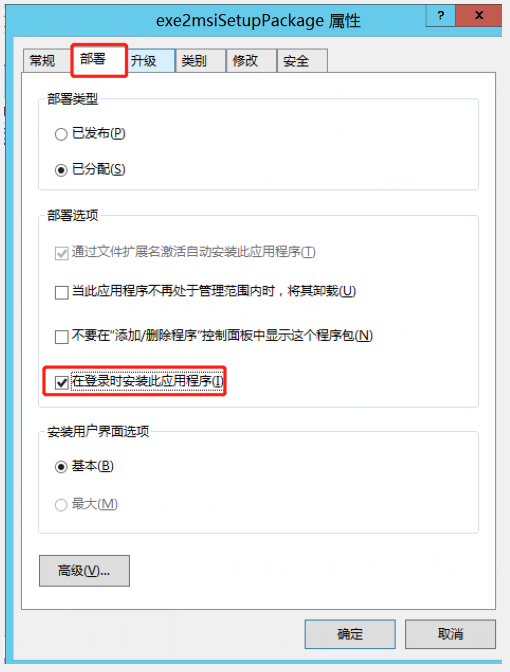 exe2msiSetupPackage 属性
?
x
常规 部署 升级 类别 修改 安全
部署类型
已发布(P)
已分配(S)
部署选项
通过文件扩展名激活自动安装此应用程序(T)
当此应用程序不再处于管理范围内时，将其卸载(U)
不要在"添加/删除程序"控制面板中显示这个程序包(N)
在登录时安装此应用程序(I)
安装用户界面选项
基本(B)
最大(M)
高级(V)...
确定 取消